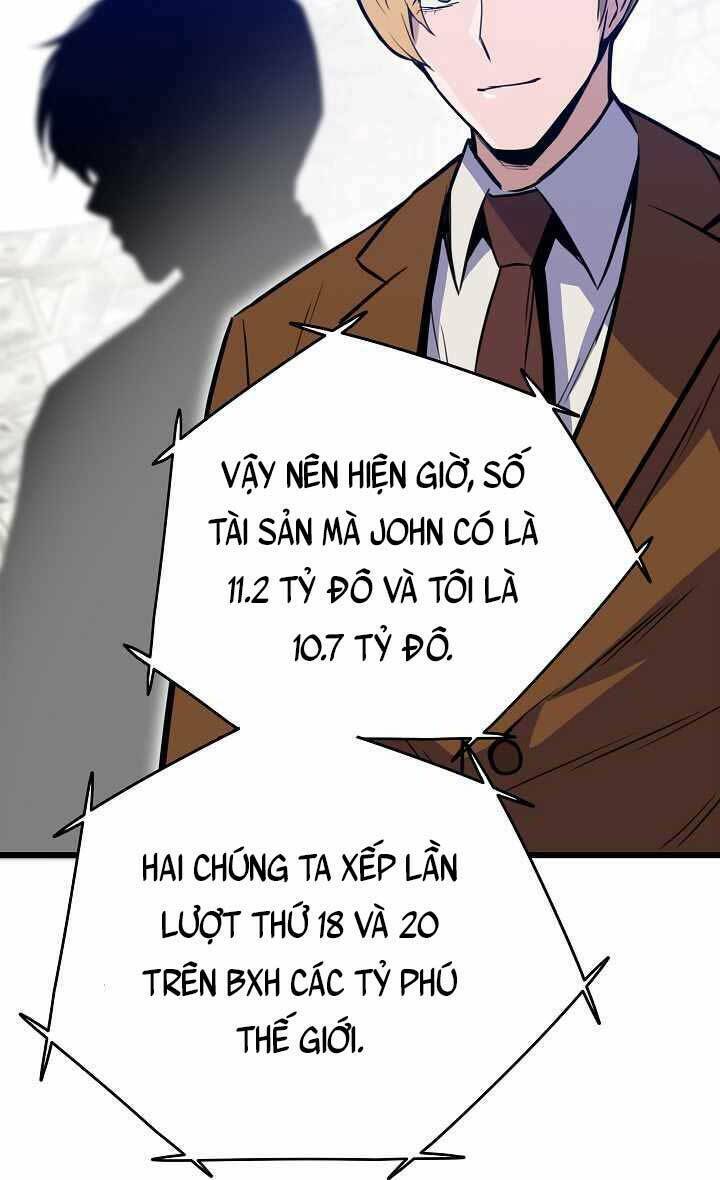 VẬY NÊN HIỆN GIỜ, SỐ
TÀI SẢN MÀ JOHN CÓ LÀ
11.2 TỶ ĐÔ VÀ TÔI LÀ
10.7 TỶ ĐÔ.
HAI CHÚNG TA XẾP LẦN
LƯỢT THỨ 18 VÀ 20
TRÊN BXH CÁC TỶ PHÚ
THẾ GIỚI.